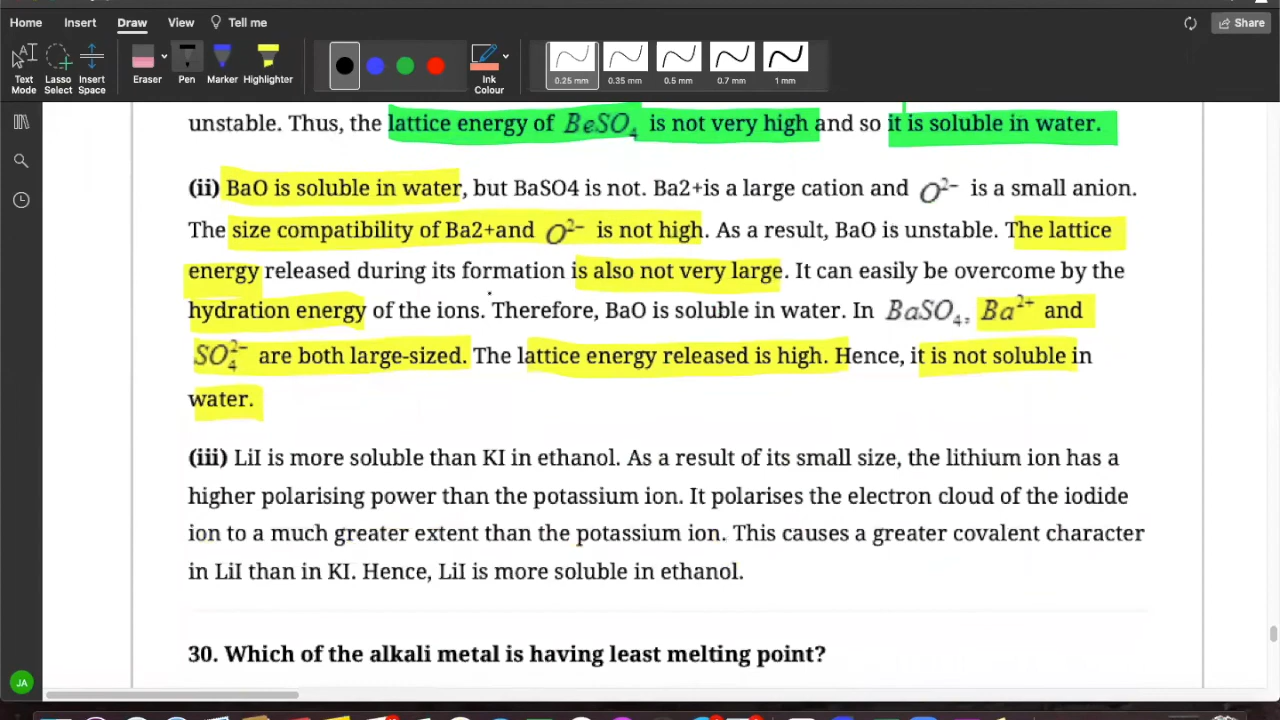 Home Insert Draw View Tell me
Share
Text Mode
Lasso Select
Insert Space
Eraser
Pen
Marker
Highlighter
Ink Colour
0.25 mm
0.35 mm
0.5 mm
0.7 mm
1 mm
unstable. Thus, the lattice energy of BeSO₄ is not very high and so it is soluble in water.
(ii) BaO is soluble in water, but BaSO4 is not. Ba2+is a large cation and O²⁻ is a small anion.
The size compatibility of Ba2+and O²⁻ is not high. As a result, BaO is unstable. The lattice
energy released during its formation is also not very large. It can easily be overcome by the
hydration energy of the ions. Therefore, BaO is soluble in water. In BaSO₄, Ba²⁺ and
SO₄²⁻ are both large-sized. The lattice energy released is high. Hence, it is not soluble in
water.
(iii) LiI is more soluble than KI in ethanol. As a result of its small size, the lithium ion has a
higher polarising power than the potassium ion. It polarises the electron cloud of the iodide
ion to a much greater extent than the potassium ion. This causes a greater covalent character
in LiI than in KI. Hence, LiI is more soluble in ethanol.
30. Which of the alkali metal is having least melting point?
JA